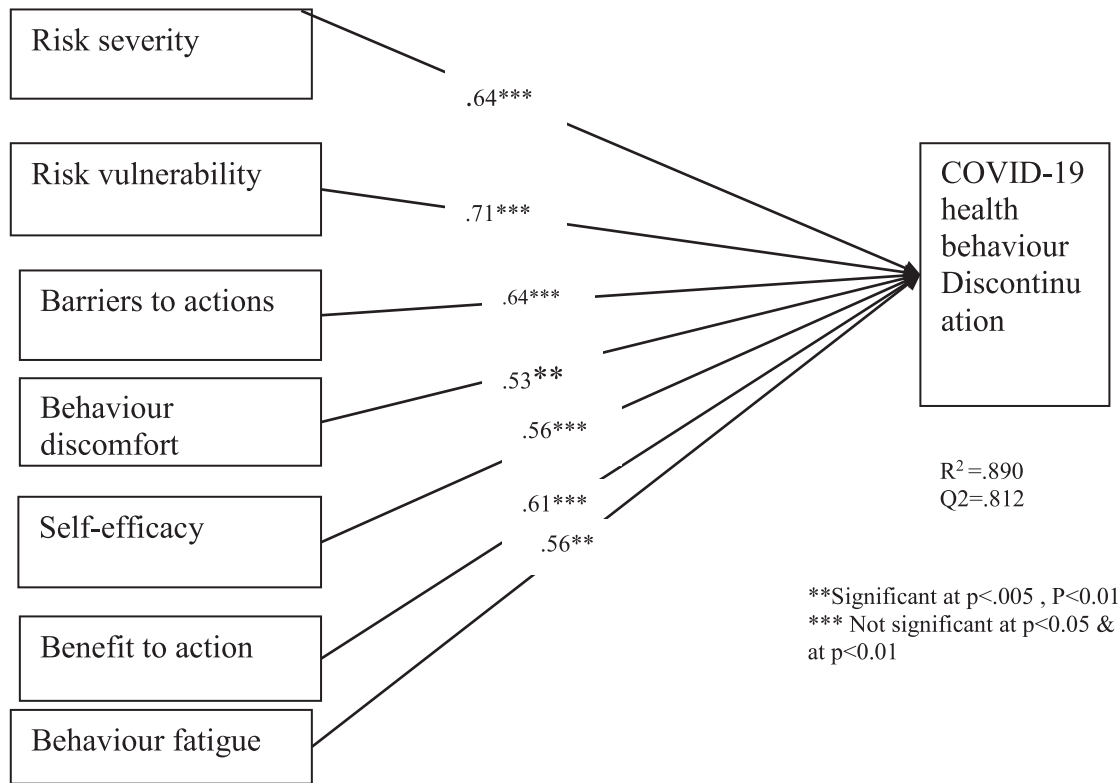 Risk severity
.64***
Risk vulnerability
.71***
Barriers to actions
.64***
Behaviour
discomfort
.53**
Self-efficacy
.56***
Benefit to action
.61***
Behaviour fatigue
.56**
COVID-19
health
behaviour
Discontinu
ation
R² =.890
Q2=.812
**Significant at p<.005 , P<0.01
*** Not significant at p<0.05 &
at p<0.01